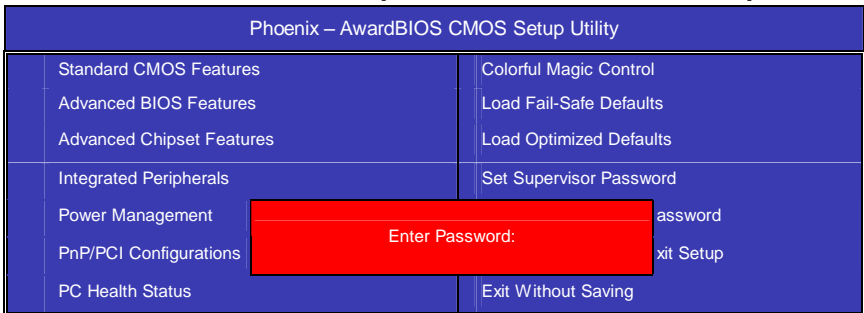 Phoenix – AwardBIOS CMOS Setup Utility
Standard CMOS Features
Advanced BIOS Features
Advanced Chipset Features
Integrated Peripherals
Power Management
PnP/PCI Configurations
PC Health Status
Colorful Magic Control
Load Fail-Safe Defaults
Load Optimized Defaults
Set Supervisor Password
assword
xit Setup
Exit Without Saving
Enter Password: